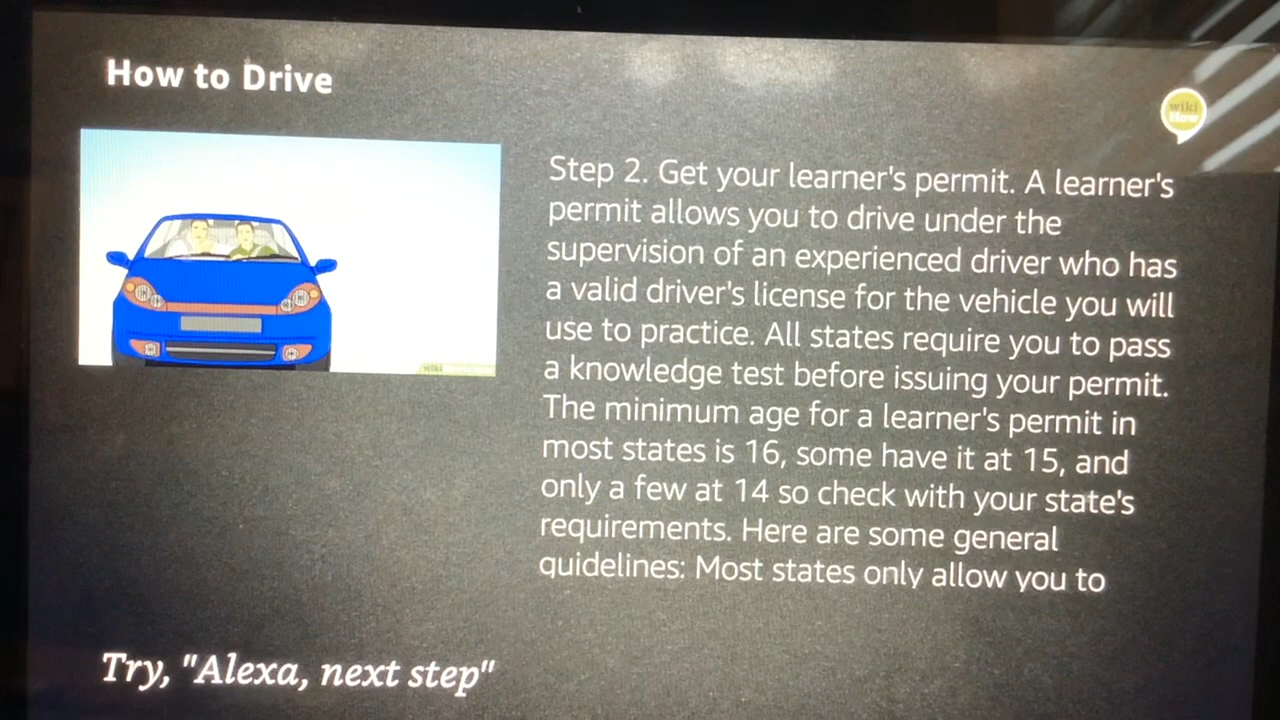 How to Drive
wiki
How
Step 2. Get your learner's permit. A learner's
permit allows you to drive under the
supervision of an experienced driver who has
a valid driver's license for the vehicle you will
use to practice. All states require you to pass
a knowledge test before issuing your permit.
The minimum age for a learner's permit in
most states is 16, some have it at 15, and
only a few at 14 so check with your state's
requirements. Here are some general
guidelines: Most states only allow you to
wiki
Try, "Alexa, next step"